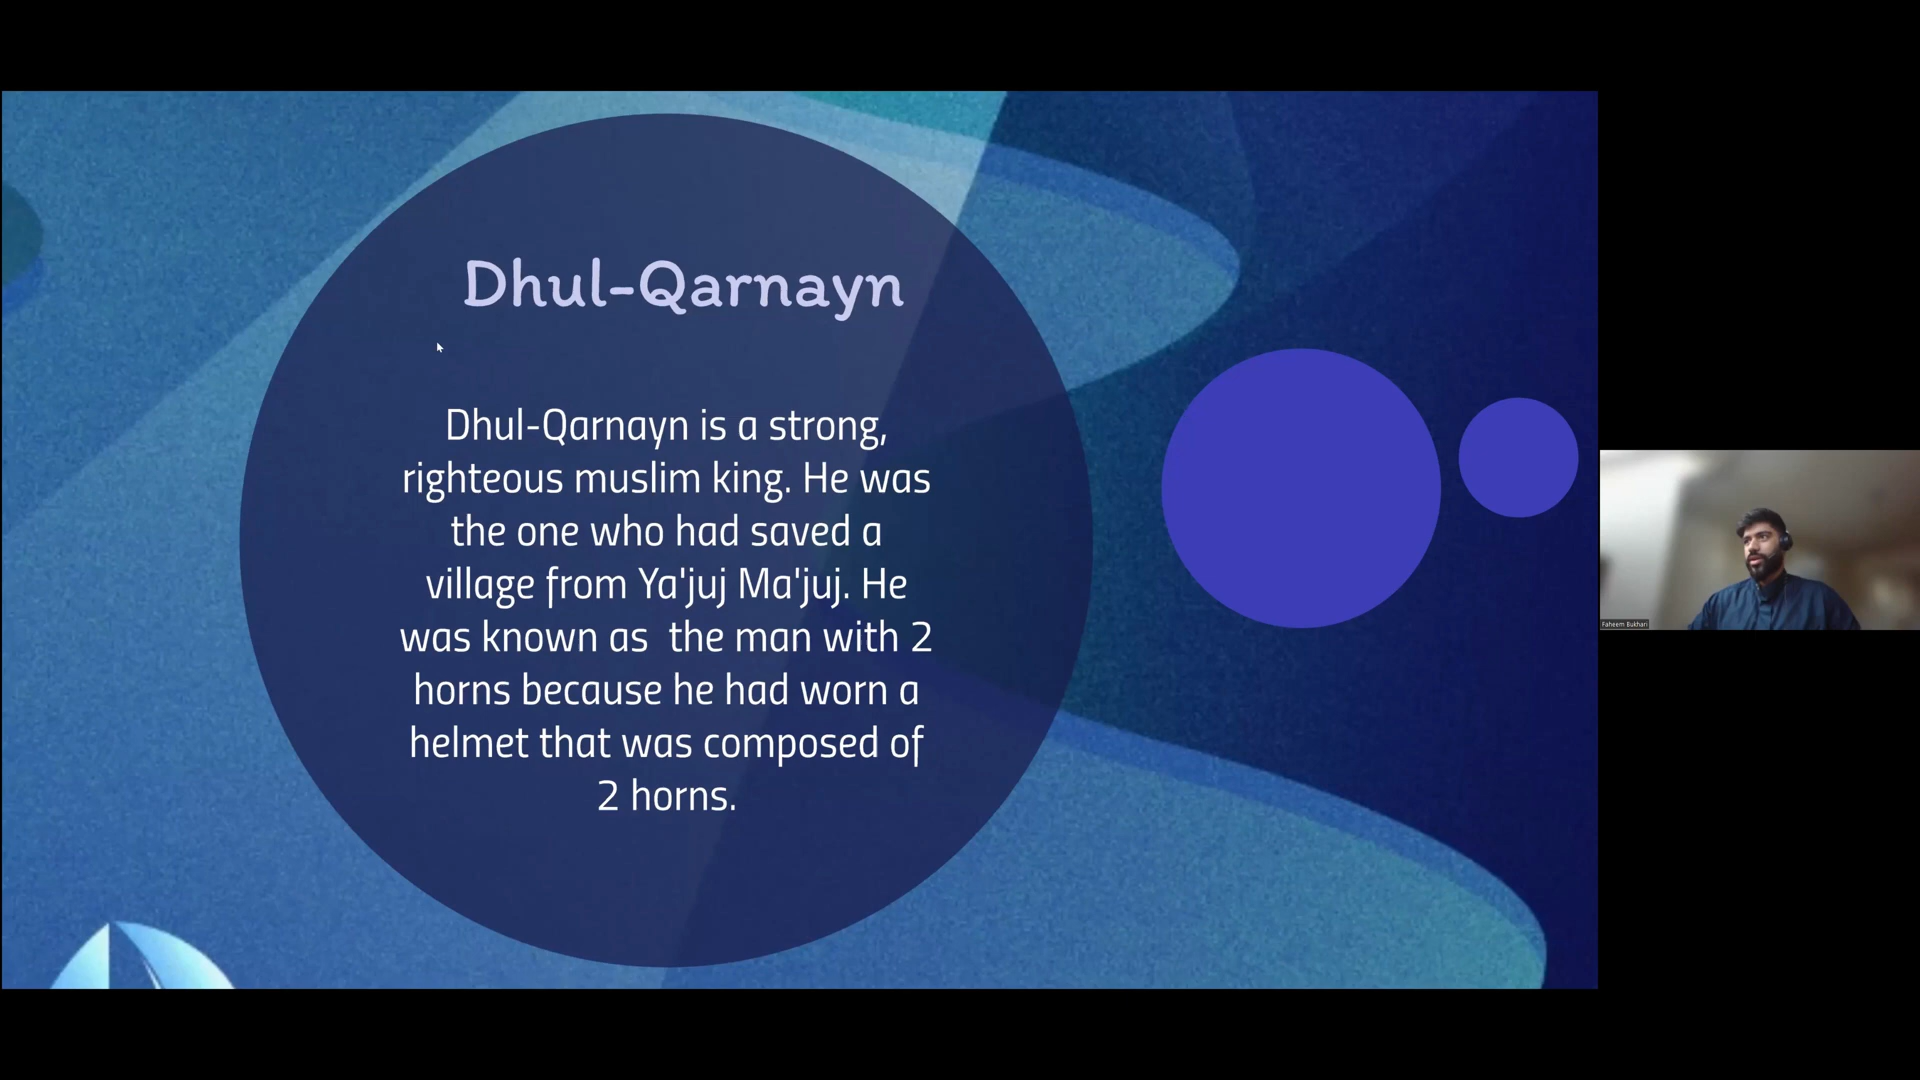 Dhul-Qarnayn
Dhul-Qarnayn is a strong,
righteous muslim king. He was
the one who had saved a
village from Ya'juj Ma'juj. He
was known as  the man with 2
horns because he had worn a
helmet that was composed of
2 horns.
Faheem Bukhari